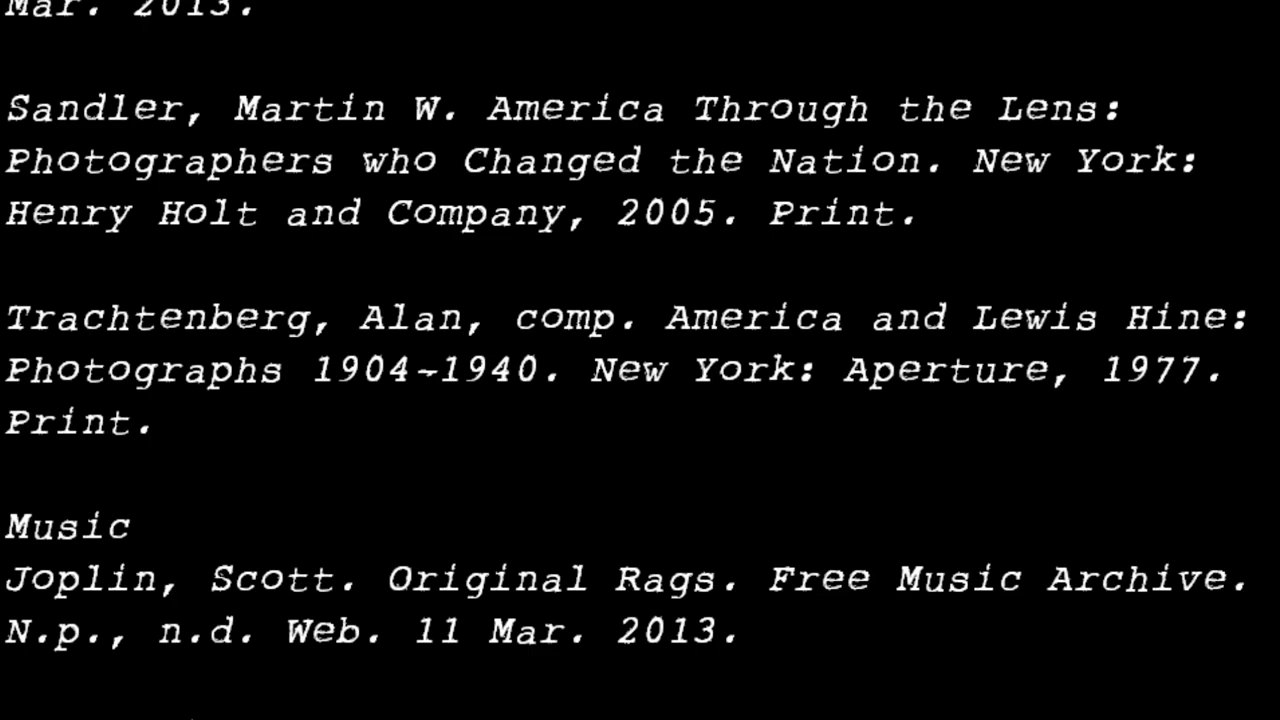 Mar. 2013.
Sandler, Martin W. America Through the Lens:
Photographers who Changed the Nation. New York:
Henry Holt and Company, 2005. Print.
Trachtenberg, Alan, comp. America and Lewis Hine:
Photographs 1904-1940. New York: Aperture, 1977.
Print.
Music
Joplin, Scott. Original Rags. Free Music Archive.
N.p., n.d. Web. 11 Mar. 2013.